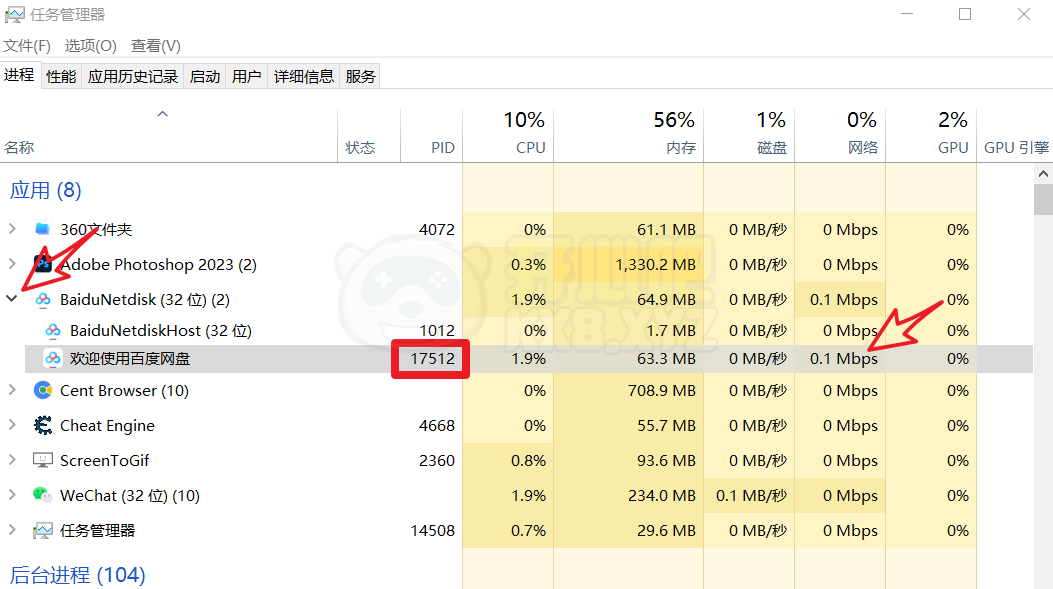 任务管理器
文件(F) 选项(O) 查看(V)
进程 性能 应用历史记录 启动 用户 详细信息 服务
10% 56% 1% 0% 2%
名称 状态 PID CPU 内存 磁盘 网络 GPU GPU 引擎
应用 (8)
360文件夹 4072 0% 61.1 MB 0 MB/秒 0 Mbps 0%
Adobe Photoshop 2023 (2) 0.3% 1,330.2 MB 0 MB/秒 0 Mbps 0%
BaiduNetdisk (32 位) (2) 1.9% 64.9 MB 0 MB/秒 0.1 Mbps 0%
BaiduNetdiskHost (32 位) 1012 0% 1.7 MB 0 MB/秒 0 Mbps 0%
欢迎使用百度网盘 17512 1.9% 63.3 MB 0 MB/秒 0.1 Mbps 0%
Cent Browser (10) 0% 708.9 MB 0 MB/秒 0 Mbps 0%
Cheat Engine 4668 0% 55.7 MB 0 MB/秒 0 Mbps 0%
ScreenToGif 2360 0.8% 93.6 MB 0 MB/秒 0 Mbps 0%
WeChat (32 位) (10) 1.9% 234.0 MB 0.1 MB/秒 0 Mbps 0%
任务管理器 14508 0.7% 29.6 MB 0 MB/秒 0 Mbps 0%
后台进程 (104)